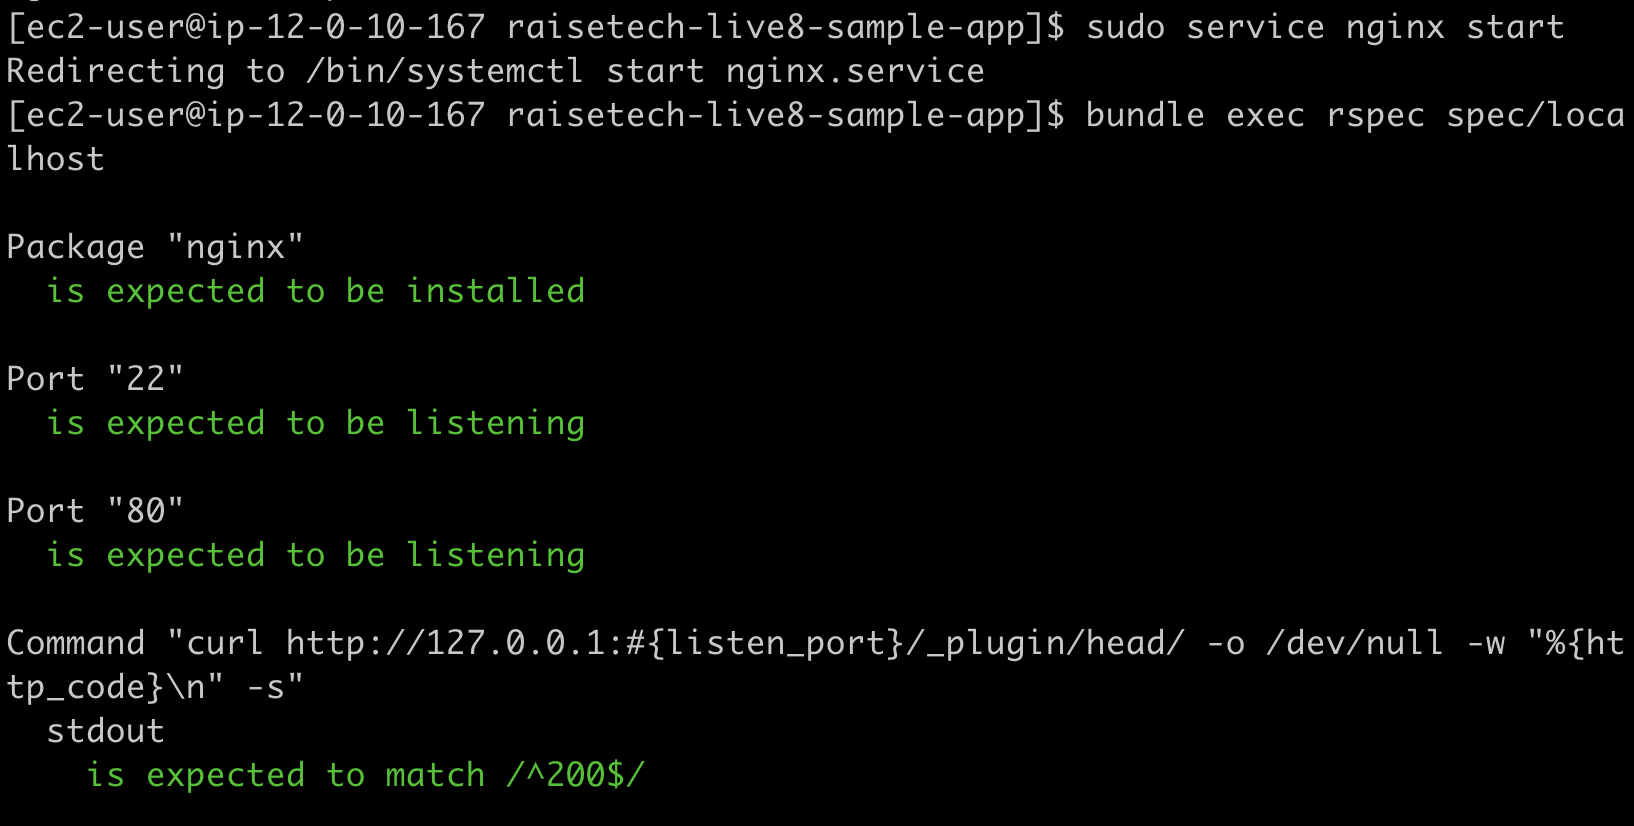 [ec2-user@ip-12-0-10-167 raisetech-live8-sample-app]$ sudo service nginx start
Redirecting to /bin/systemctl start nginx.service
[ec2-user@ip-12-0-10-167 raisetech-live8-sample-app]$ bundle exec rspec spec/loca
lhost
Package "nginx"
is expected to be installed
Port "22"
is expected to be listening
Port "80"
is expected to be listening
Command "curl http://127.0.0.1:#{listen_port}/_plugin/head/ -o /dev/null -w "%{ht
tp_code}\n" -s"
stdout
is expected to match /^200$/